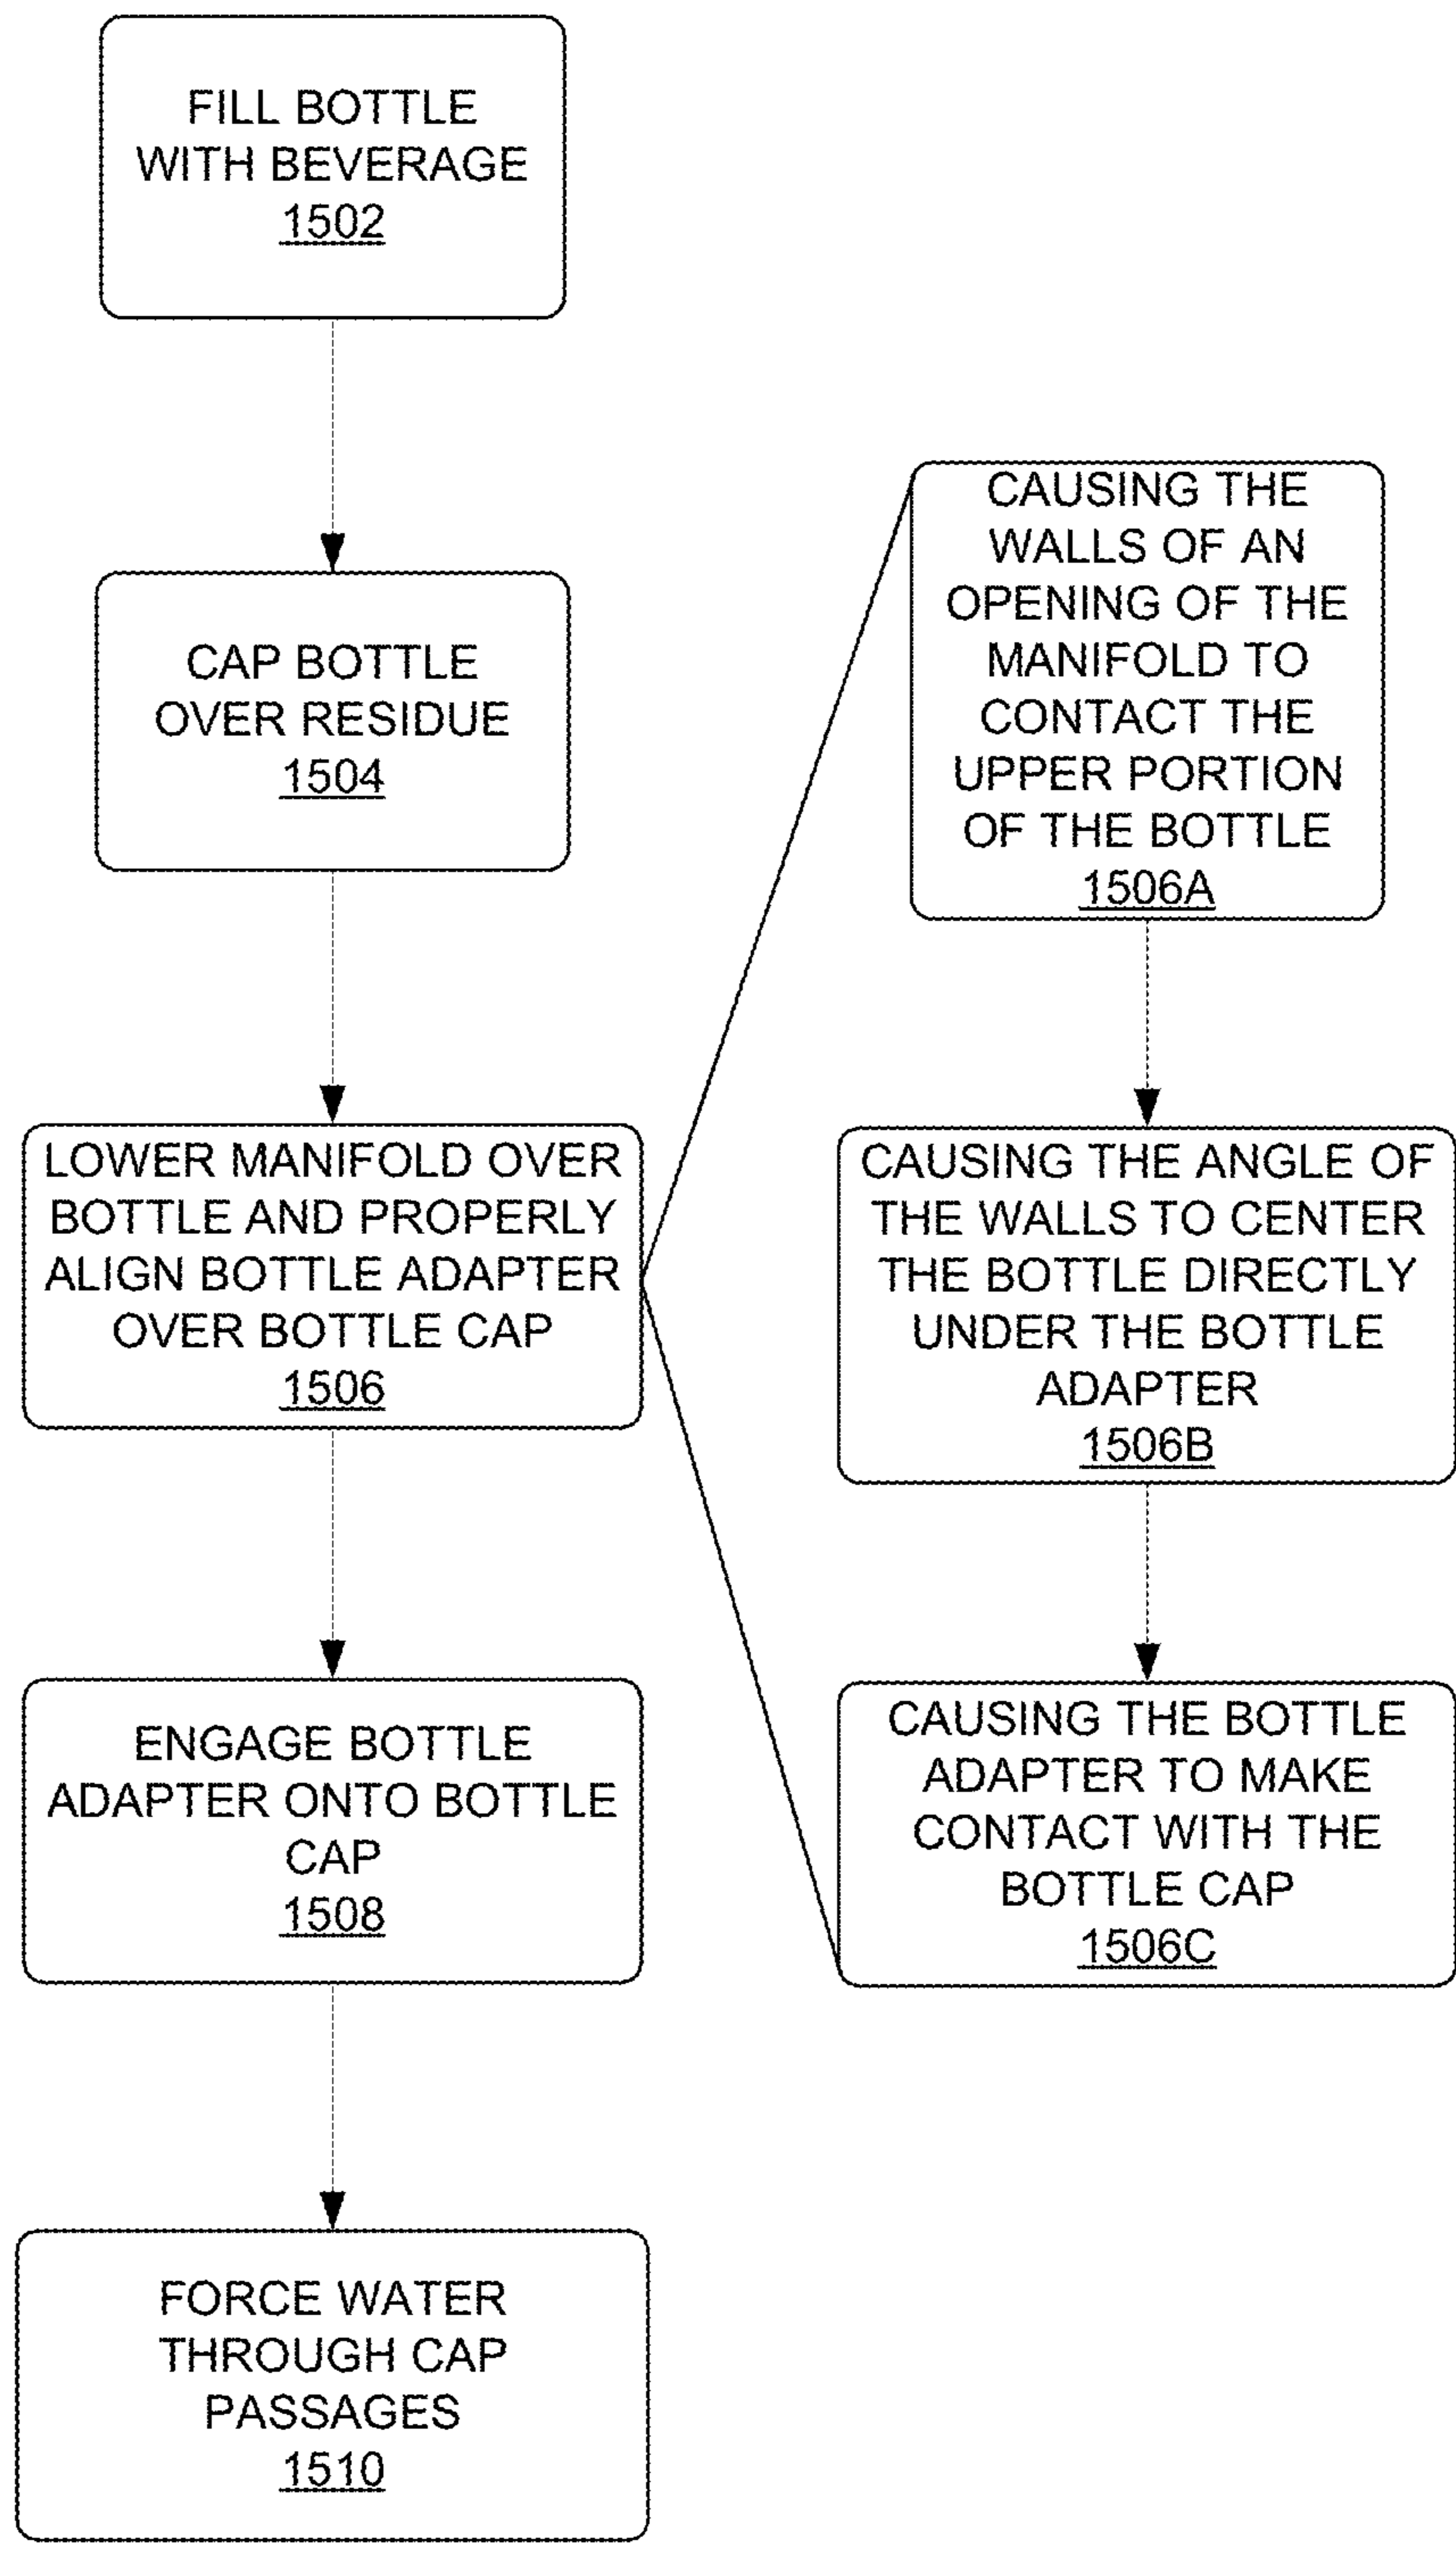 FILL BOTTLE
WITH BEVERAGE
1502
CAP BOTTLE
OVER RESIDUE
1504
LOWER MANIFOLD OVER
BOTTLE AND PROPERLY
ALIGN BOTTLE ADAPTER
OVER BOTTLE CAP
1506
ENGAGE BOTTLE
ADAPTER ONTO BOTTLE
CAP
1508
FORCE WATER
THROUGH CAP
PASSAGES
1510
CAUSING THE
WALLS OF AN
OPENING OF THE
MANIFOLD TO
CONTACT THE
UPPER PORTION
OF THE BOTTLE
1506A
CAUSING THE ANGLE OF
THE WALLS TO CENTER
THE BOTTLE DIRECTLY
UNDER THE BOTTLE
ADAPTER
1506B
CAUSING THE BOTTLE
ADAPTER TO MAKE
CONTACT WITH THE
BOTTLE CAP
1506C